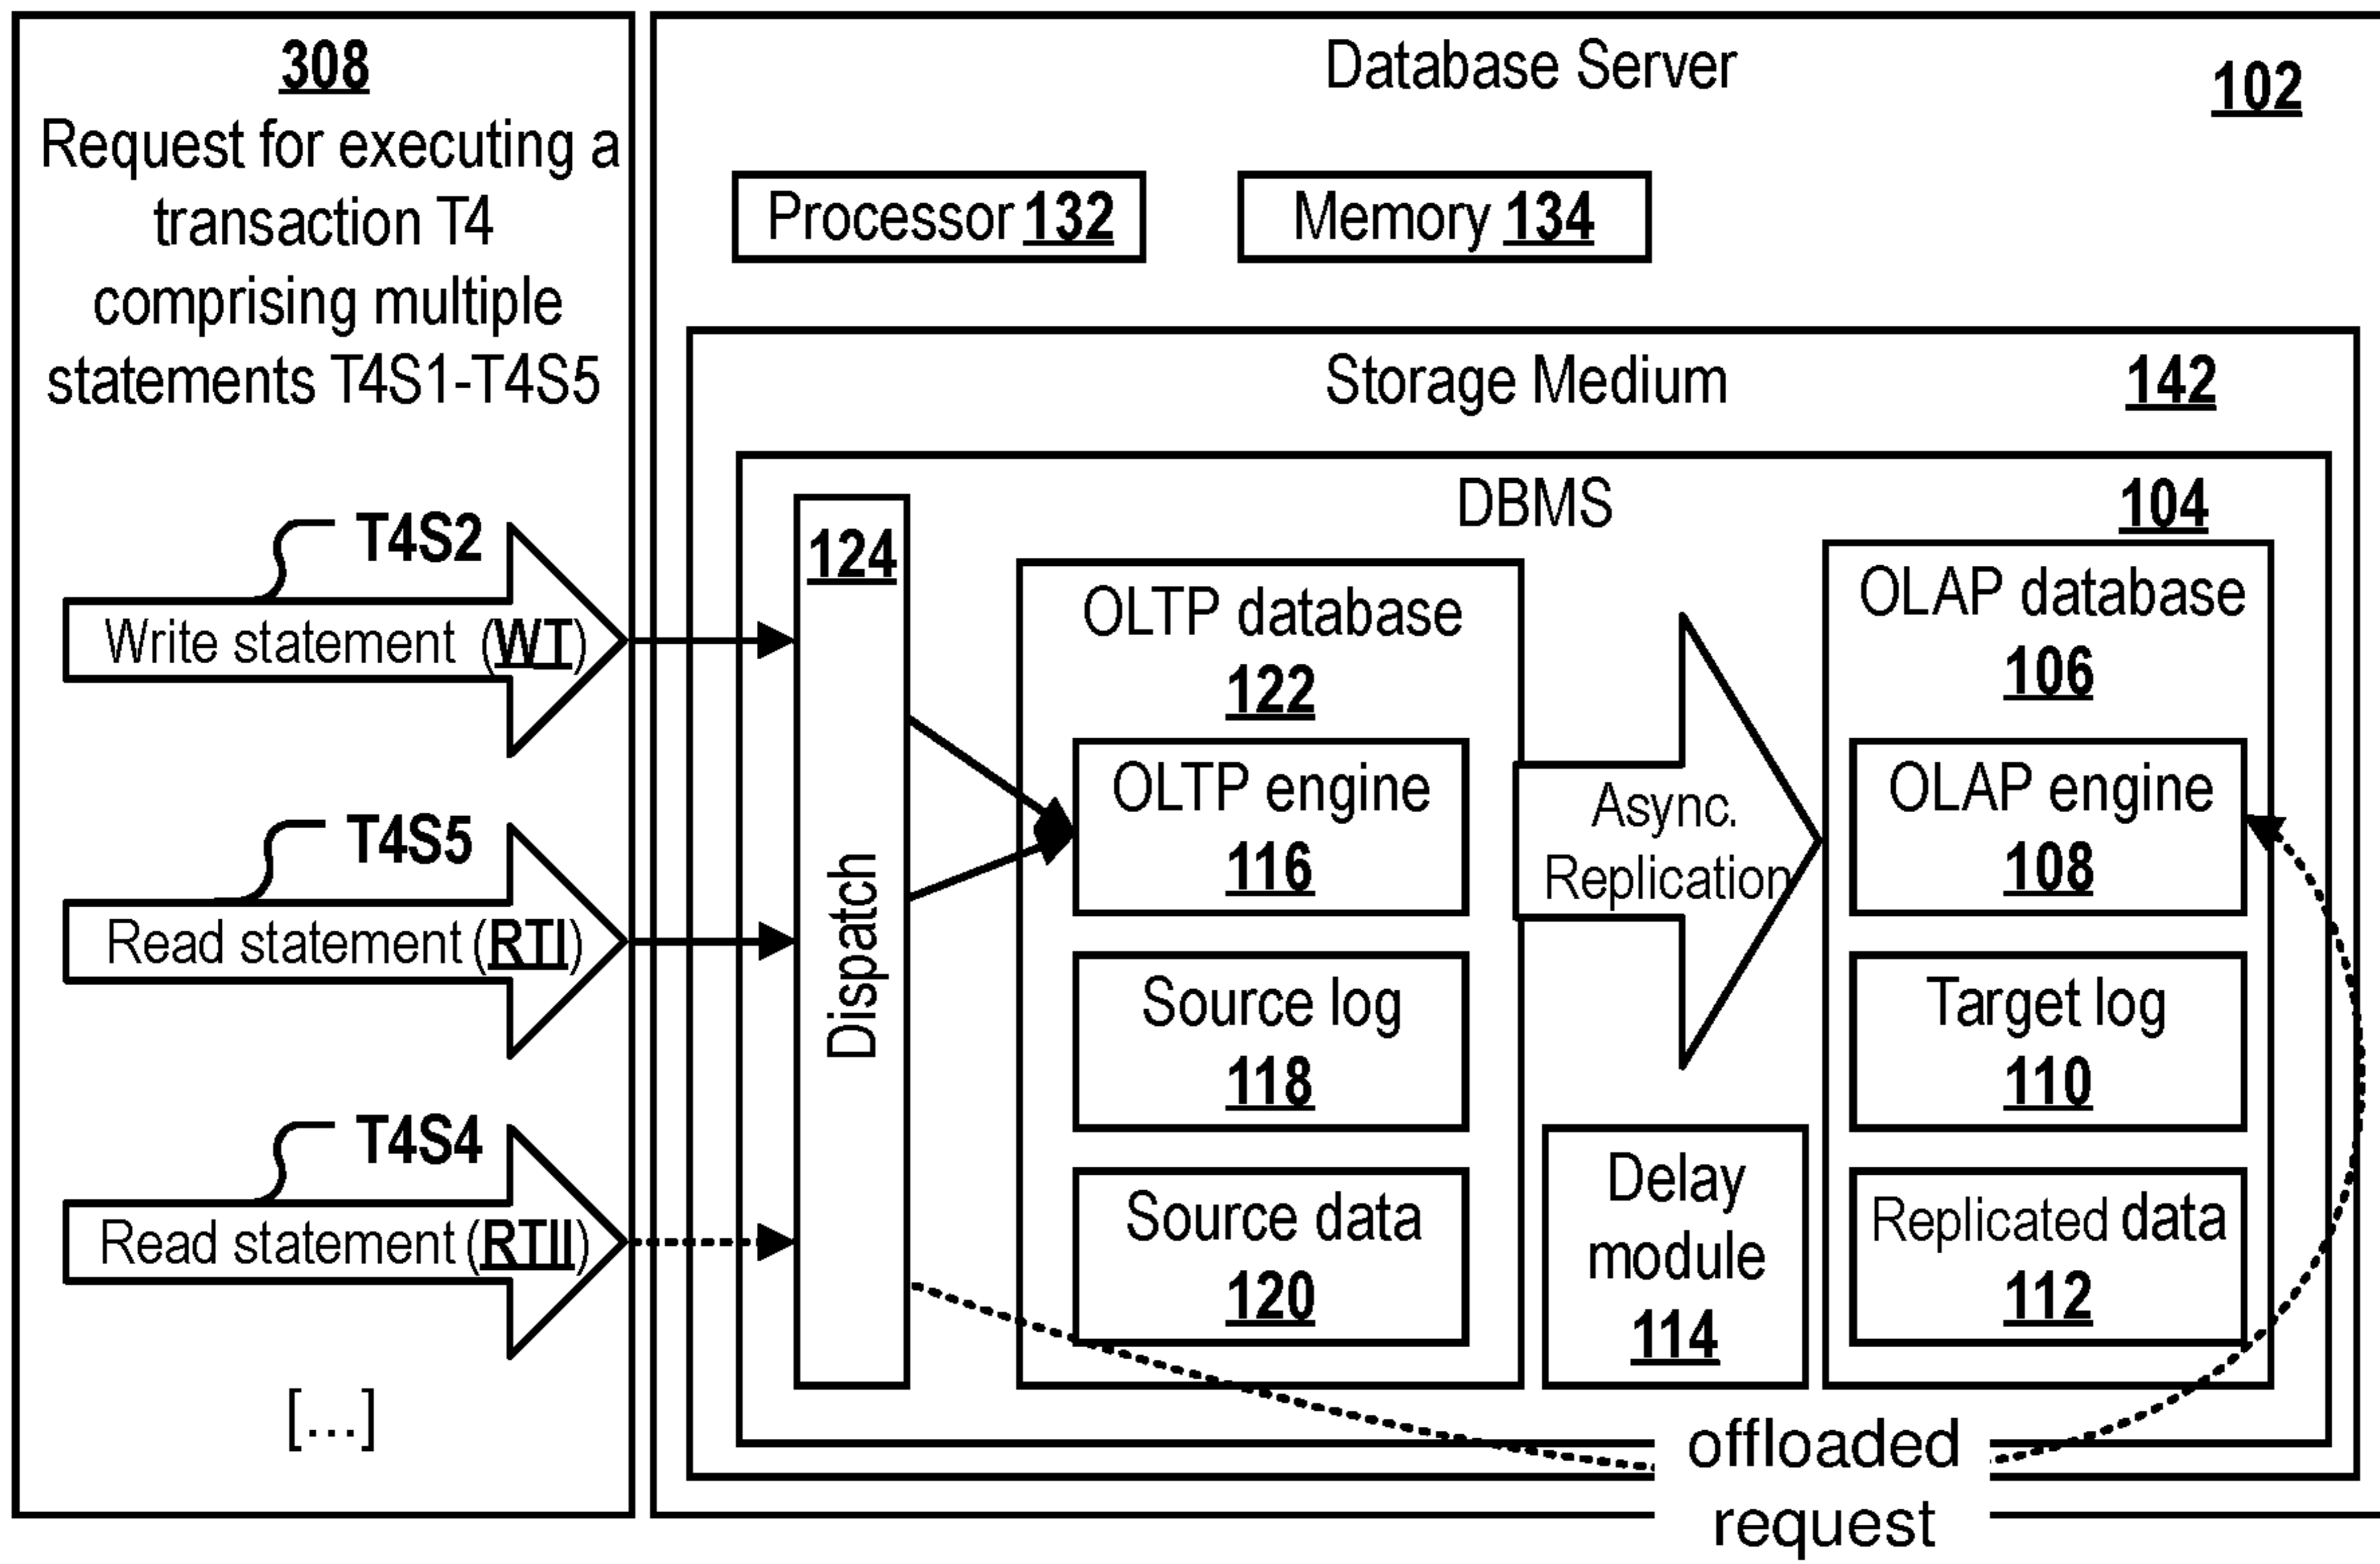 308
Request for executing a
transaction T4
comprising multiple
statements T4S1-T4S5
T4S2
Write statement (WT)
T4S5
Read statement (RTI)
T4S4
Read statement (RTII)
[...]
Database Server
102
Processor 132
Memory 134
Storage Medium
142
DBMS
104
124
Dispatch
OLTP database
122
OLTP engine
116
Source log
118
Source data
120
Async.
Replication
Delay
module
114
OLAP database
106
OLAP engine
108
Target log
110
Replicated data
112
offloaded
request